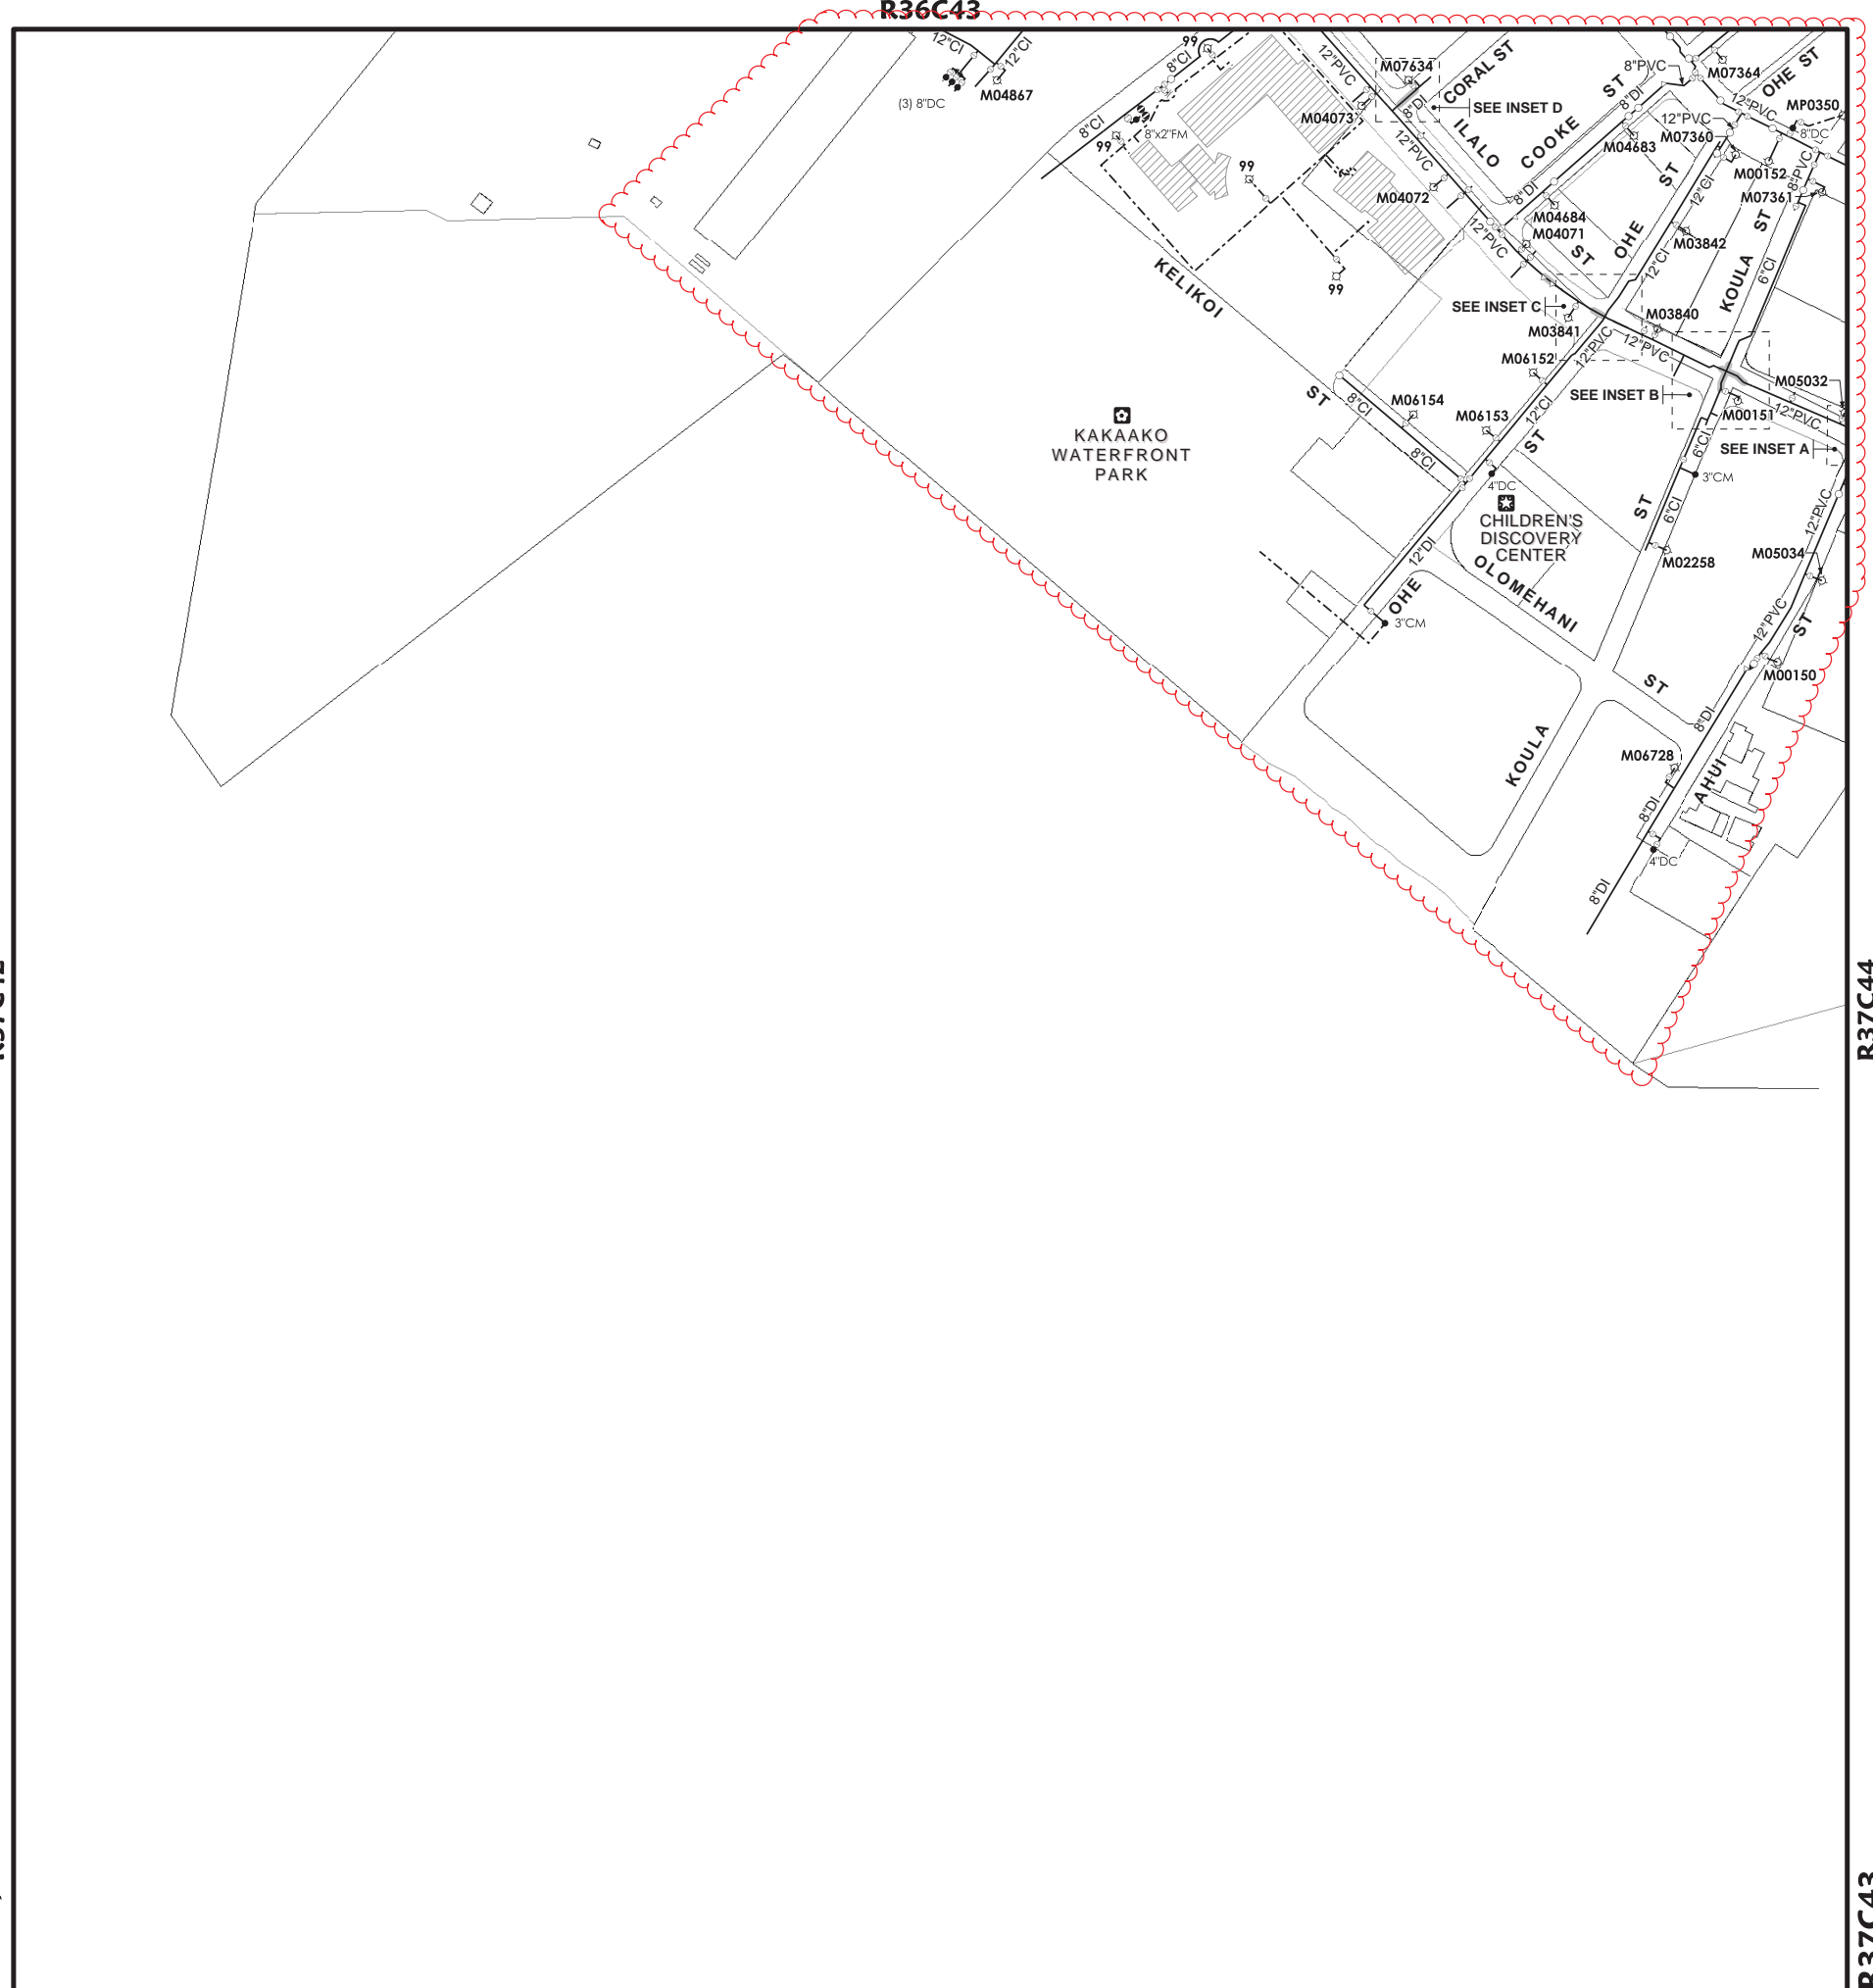 R36C43
12"CI
12"CI
(3) 8"DC
M04867
99
8"CI
8"CI
99
8"x2"FM
99
99
99
12"PVC
M07634
8"DI
CORAL ST
SEE INSET D
M04073
12"PVC
ILALO
COOKE
ST
8"DI
8"PVC
M07364
OHE ST
12"PVC
MP0350
8"DC
12"PVC
M07360
M04683
ST
M00152
8"PVC
M07361
12"CI
M04072
8"DI
M04684
M04071
12"PVC
ST
OHE
M03842
ST
12"CI
KOULA
6"CI
KELIKOI
SEE INSET C
M03841
M03840
12"PVC
12"PVC
M06152
M05032
SEE INSET B
M00151
12"PVC
ST
8"CI
M06154
M06153
12"CI
ST
6"CI
SEE INSET A
KAKAAKO
WATERFRONT
PARK
8"CI
4"DC
3"CM
CHILDREN'S
DISCOVERY
CENTER
ST
6"CI
12"PVC
M02258
M05034
12"DI
OLOMEHANI
OHE
3"CM
12"PVC
ST
M00150
ST
8"DI
KOULA
M06728
AHUI
8"DI
4"DC
8"DI
R37C44
R37C43